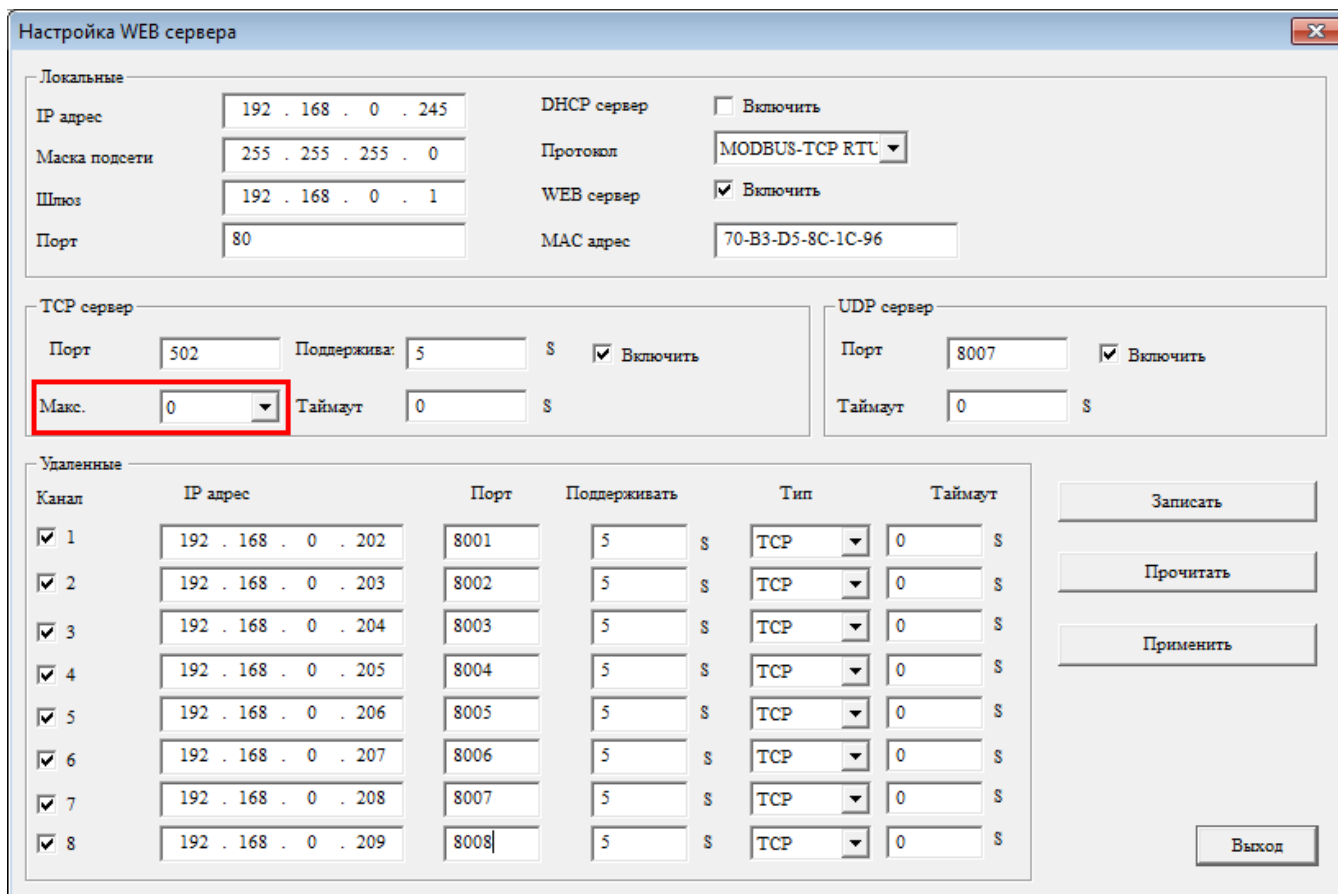 Настройка WEB сервера
Локальные
IP адрес 192 . 168 . 0 . 245 DHCP сервер Включить
Маска подсети 255 . 255 . 255 . 0 Протокол MODBUS-TCP RTU
Шлюз 192 . 168 . 0 . 1 WEB сервер Включить
Порт 80 MAC адрес 70-B3-D5-8C-1C-96
TCP сервер UDP сервер
Порт 502 Поддержива: 5 S Включить Порт 8007 Включить
Макс. 0 Таймаут 0 S Таймаут 0 S
Удаленные
Канал IP адрес Порт Поддерживать Тип Таймаут
1 192 . 168 . 0 . 202 8001 5 S TCP 0 S
2 192 . 168 . 0 . 203 8002 5 S TCP 0 S
3 192 . 168 . 0 . 204 8003 5 S TCP 0 S
4 192 . 168 . 0 . 205 8004 5 S TCP 0 S
5 192 . 168 . 0 . 206 8005 5 S TCP 0 S
6 192 . 168 . 0 . 207 8006 5 S TCP 0 S
7 192 . 168 . 0 . 208 8007 5 S TCP 0 S
8 192 . 168 . 0 . 209 8008 5 S TCP 0 S
Записать
Прочитать
Применить
Выход